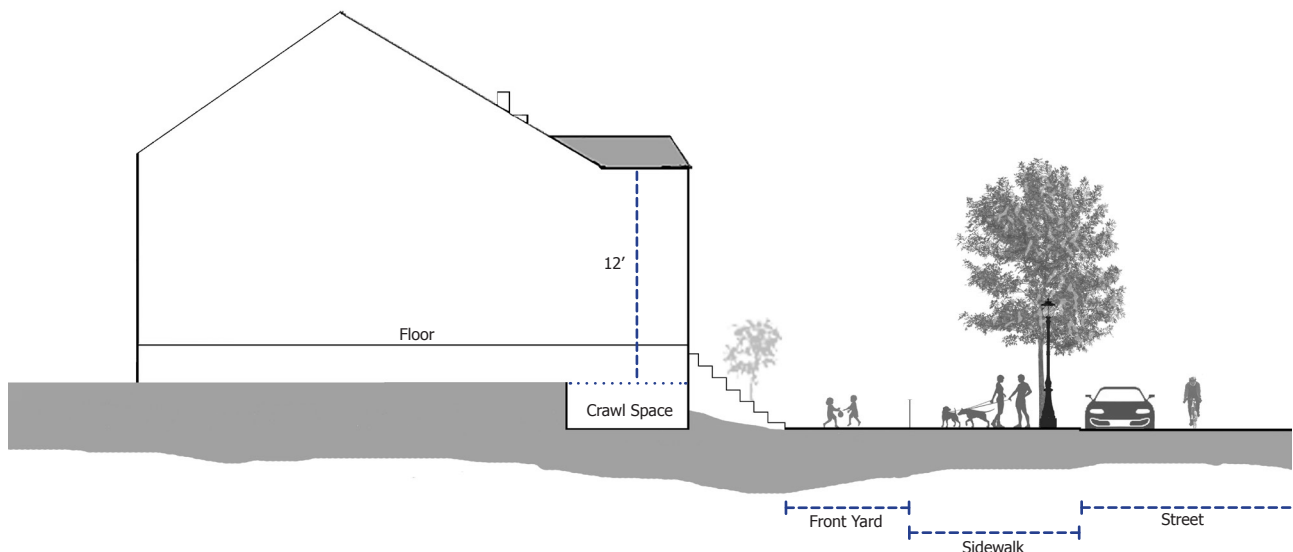 12’
Floor
Crawl Space
Front Yard
Sidewalk
Street